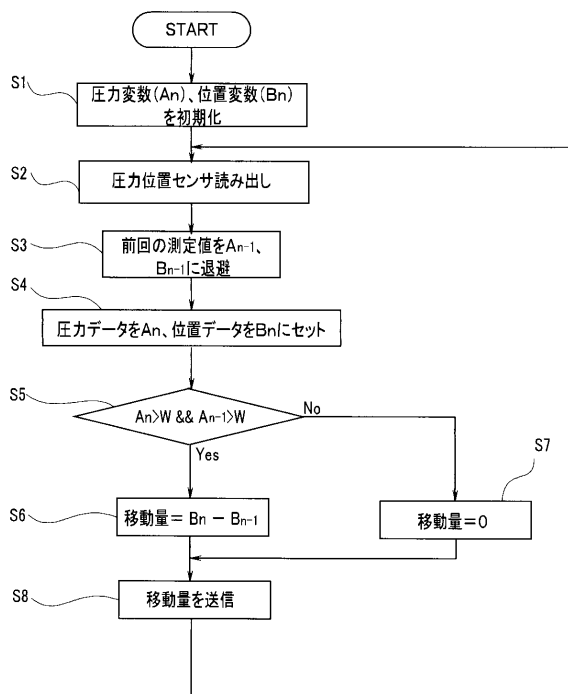 START
S1
圧力変数(An)、位置変数(Bn)
を初期化
S2
圧力位置センサ読み出し
S3
前回の測定値をAn-1、
Bn-1に退避
S4
圧力データをAn、位置データをBnにセット
S5
An>W && An-1>W
No
Yes
S7
S6
移動量＝ Bn － Bn-1
移動量＝0
S8
移動量を送信